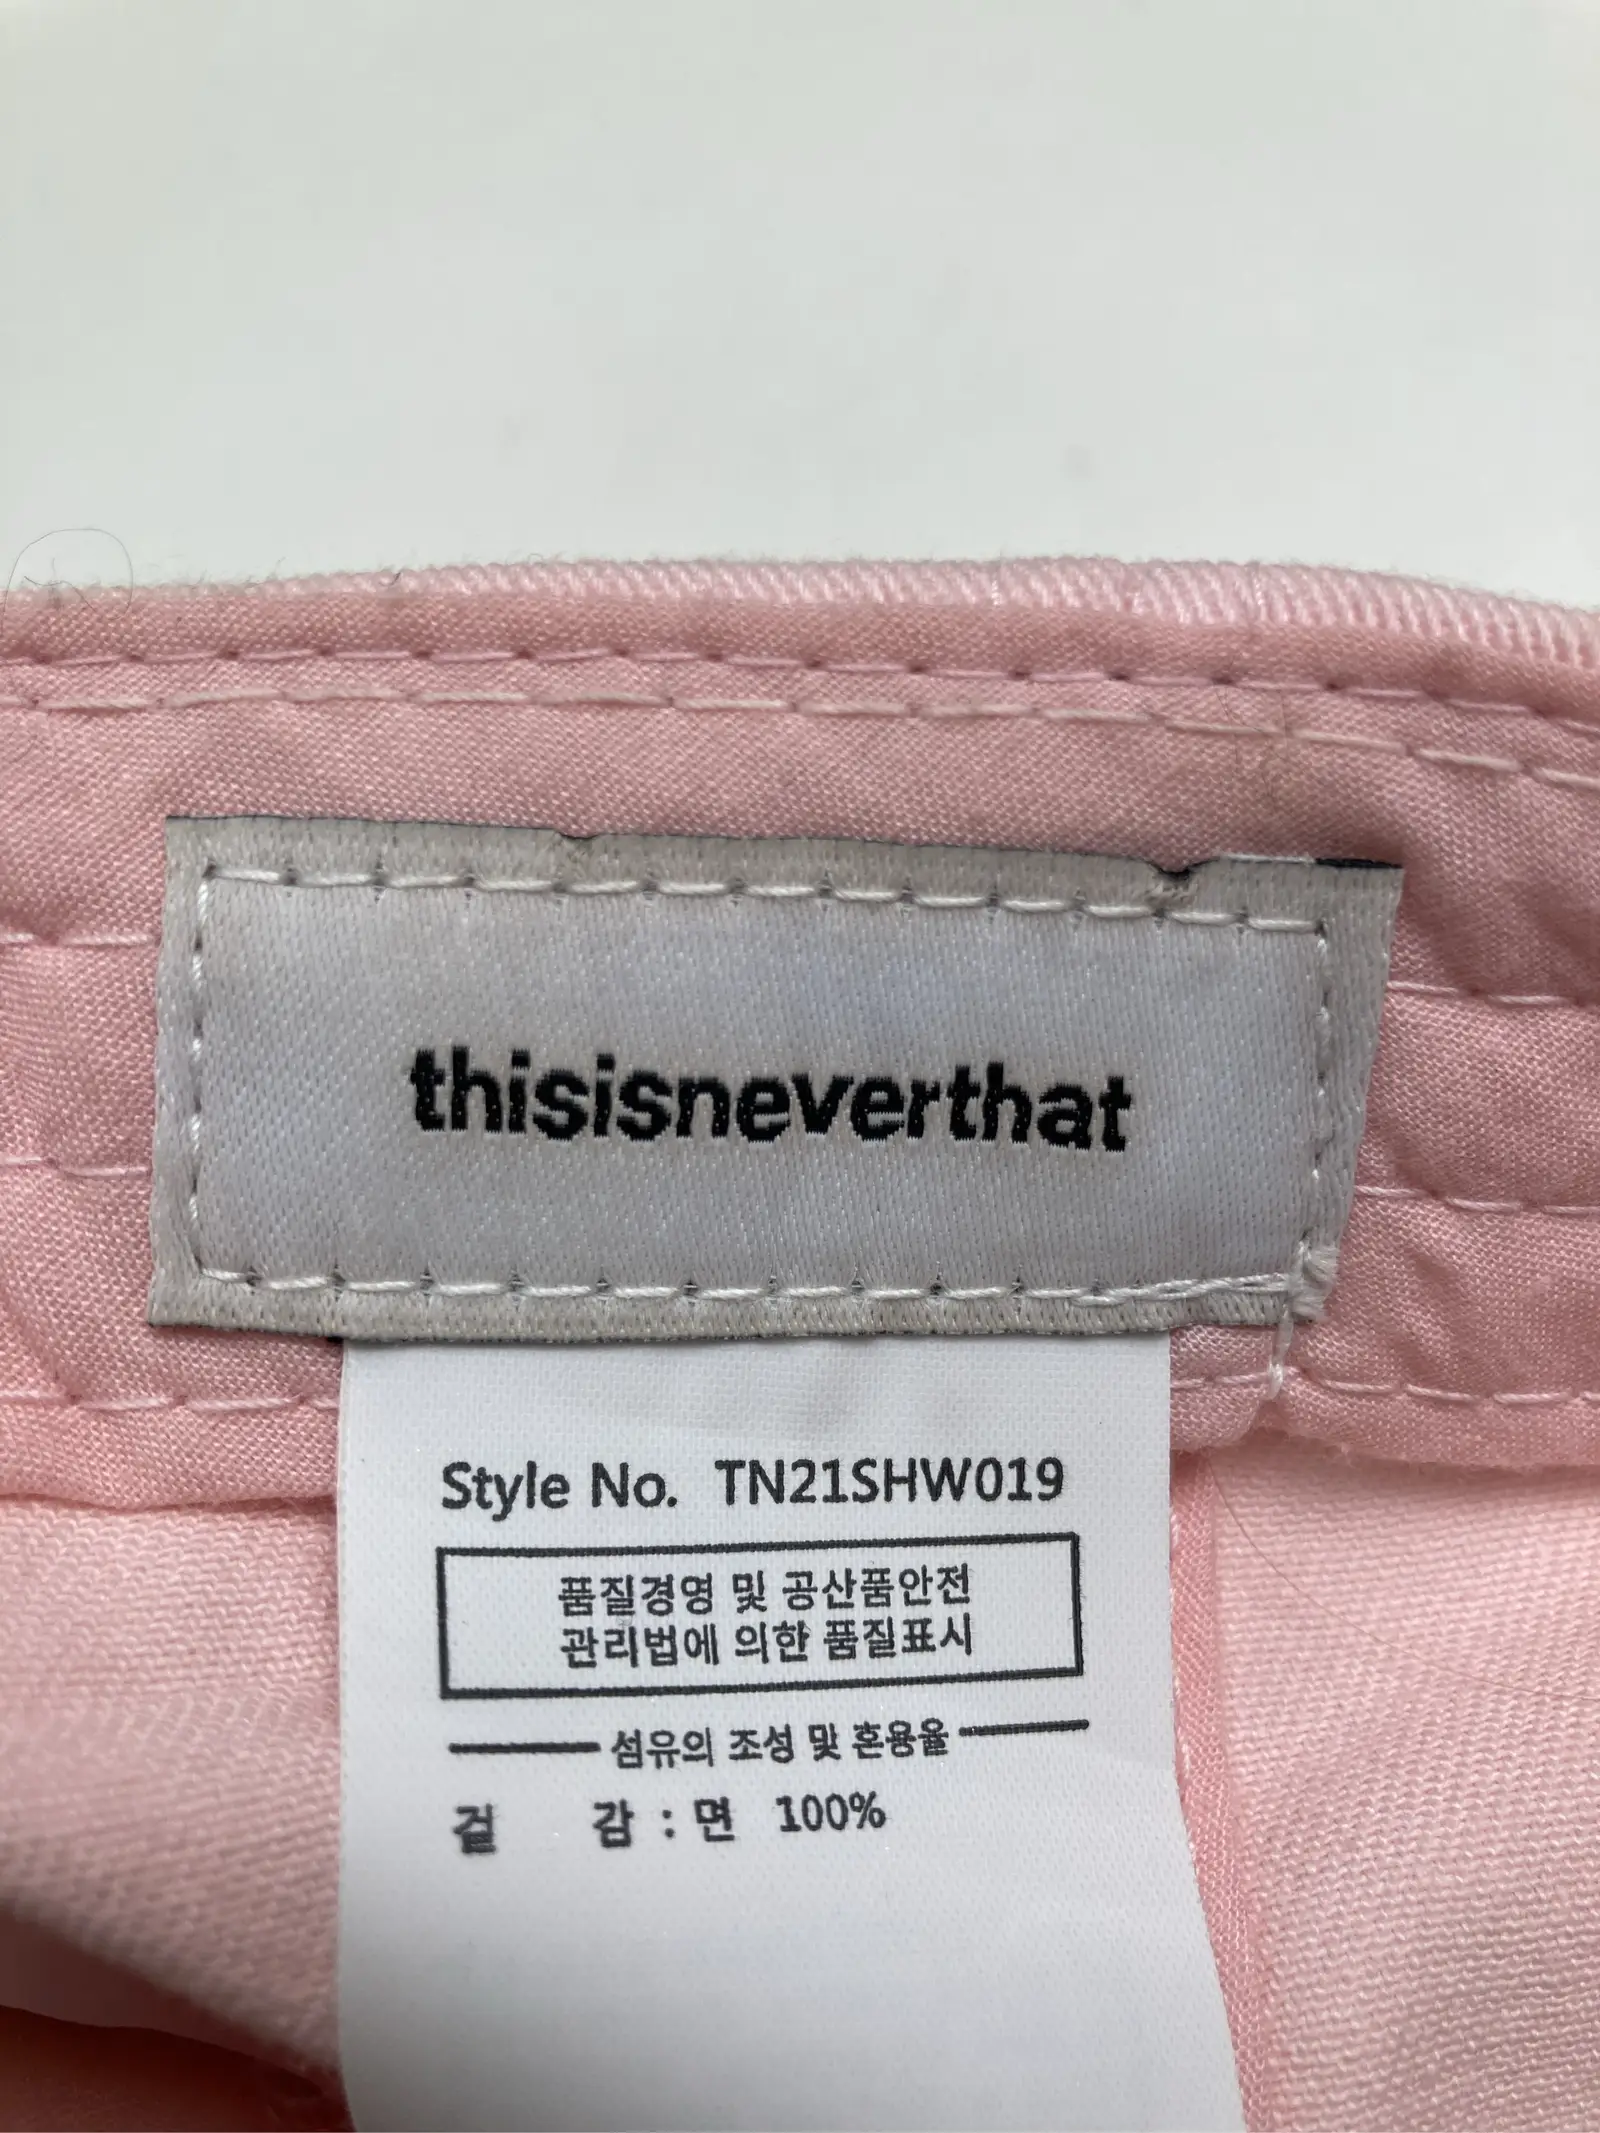 thisisneverthat
Style No. TN21SHW019
품질경영 및 공산품안전
관리법에 의한 품질표시
섬유의 조성 및 혼용율
겉 감 : 면 100%